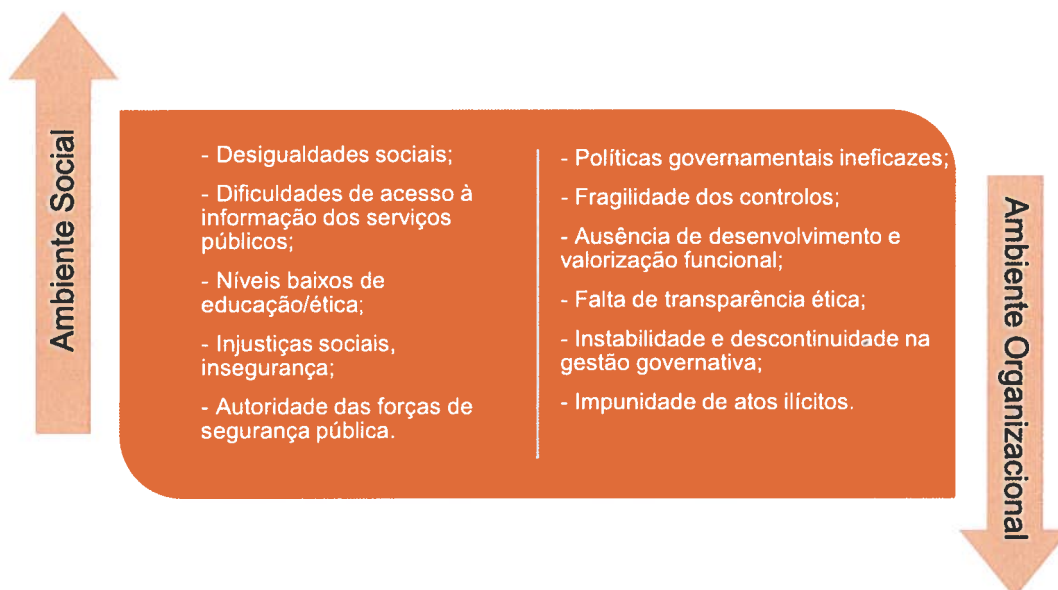 Ambiente Social
- Desigualdades sociais;
- Dificuldades de acesso à
informação dos serviços
públicos;
- Níveis baixos de
educação/ética;
- Injustiças sociais,
insegurança;
- Autoridade das forças de
segurança pública.
- Políticas governamentais ineficazes;
- Fragilidade dos controlos;
- Ausência de desenvolvimento e
valorização funcional;
- Falta de transparência ética;
- Instabilidade e descontinuidade na
gestão governativa;
- Impunidade de atos ilícitos.
Ambiente Organizacional